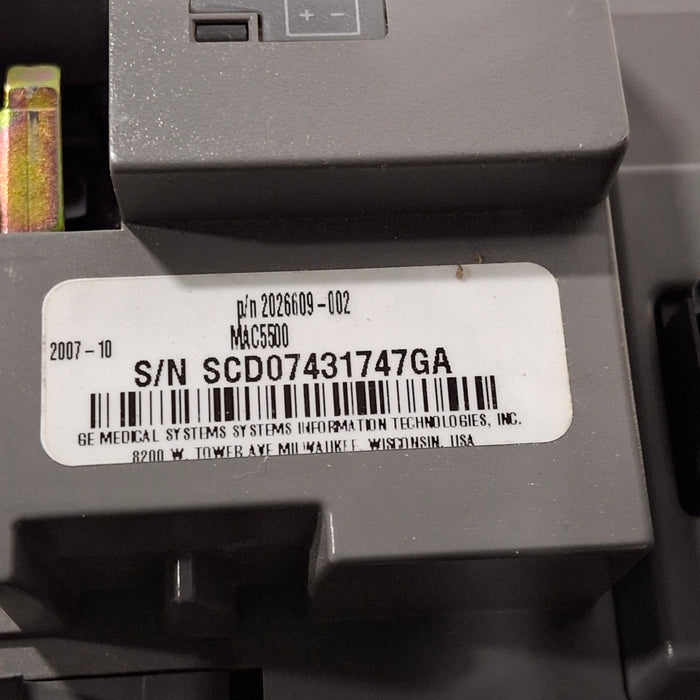 + -
p/n 2026609-002
MAC5500
2007-10
S/N SCD07431747GA
GE MEDICAL SYSTEMS SYSTEMS INFORMATION TECHNOLOGIES, INC.
8200 W. TOWER AVE MILWAUKEE, WISCONSIN, USA